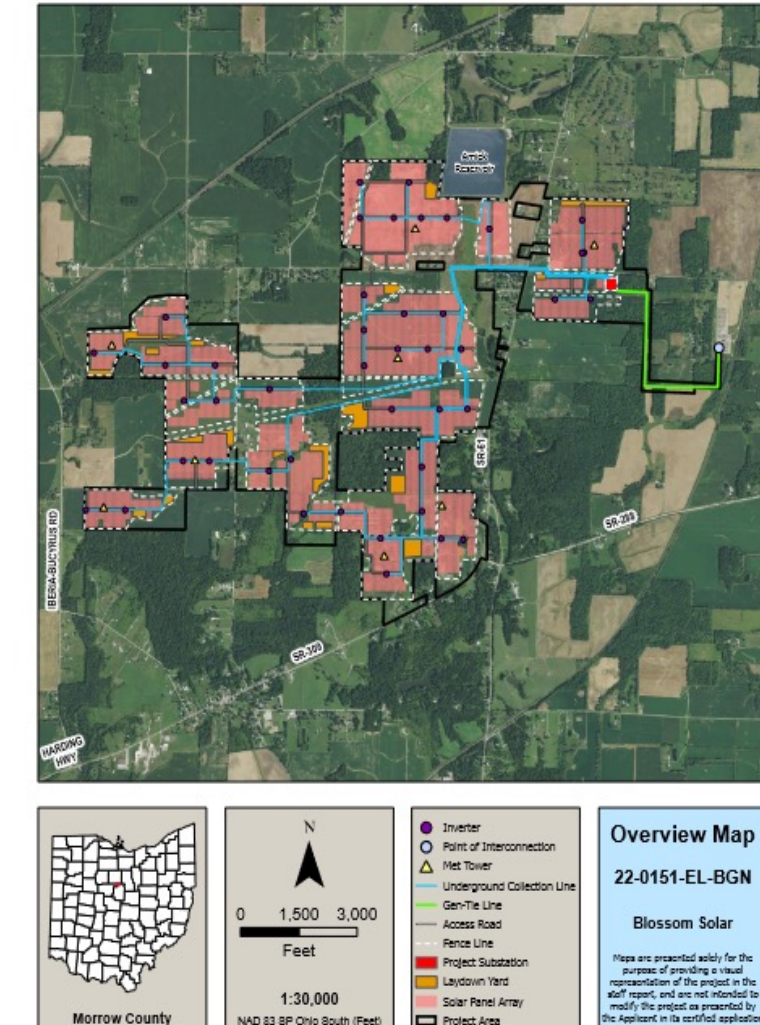 Amick
Reservoir
SR-61
IBERIA-BUCYRUS RD
SR-288
SR-309
HARDING
HWY
Morrow County
N
0 1,500 3,000
Feet
1:30,000
NAD 83 SP Ohio South (Feet)
Inverter
Point of Interconnection
Met Tower
Underground Collection Line
Gen-Tie Line
Access Road
Fence Line
Project Substation
Laydown Yard
Solar Panel Array
Project Area
Overview Map
22-0151-EL-BGN
Blossom Solar
Maps are presented solely for the
purpose of providing a visual
representation of the project in the
staff report, and are not intended to
modify the project as presented by
the Applicant in its certified application